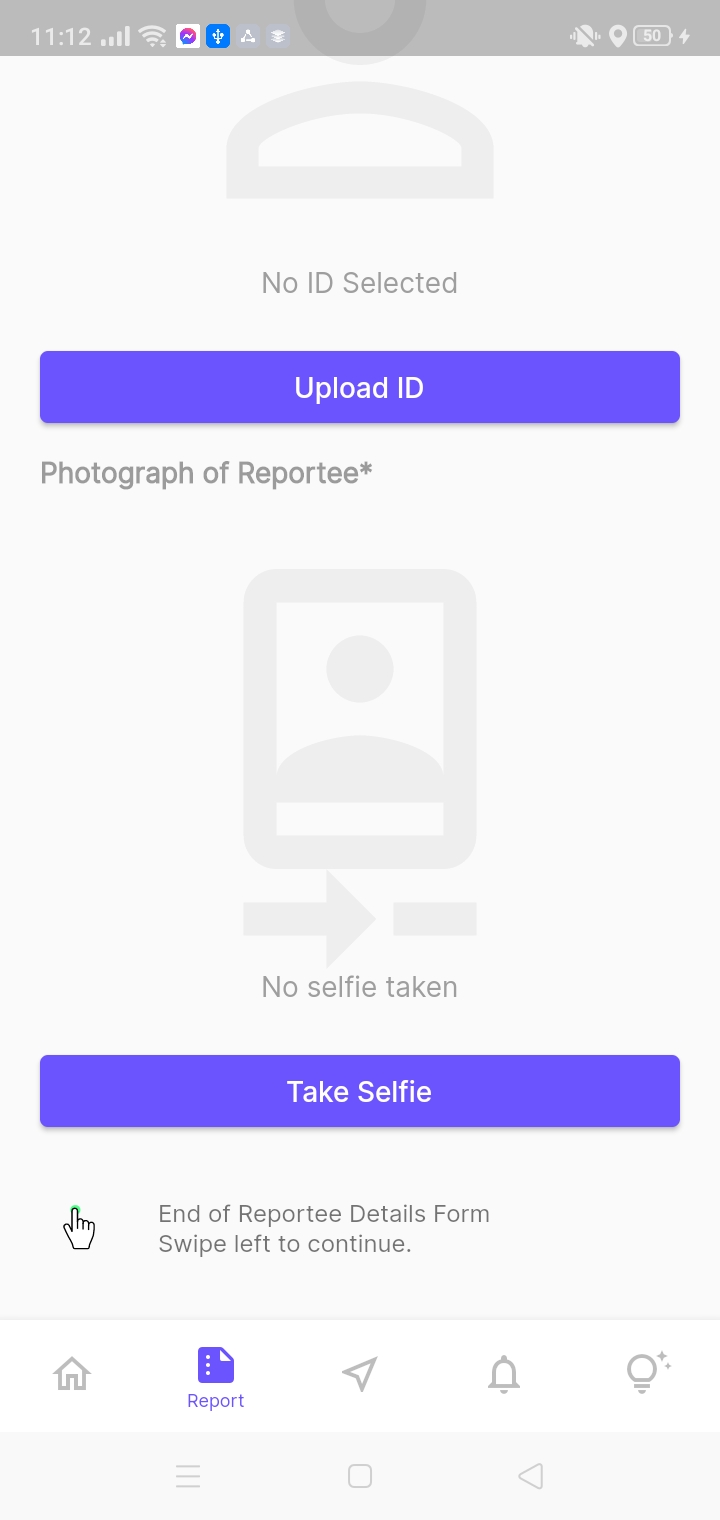 11:12
50
No ID Selected
Upload ID
Photograph of Reportee*
No selfie taken
Take Selfie
End of Reportee Details Form
Swipe left to continue.
Report